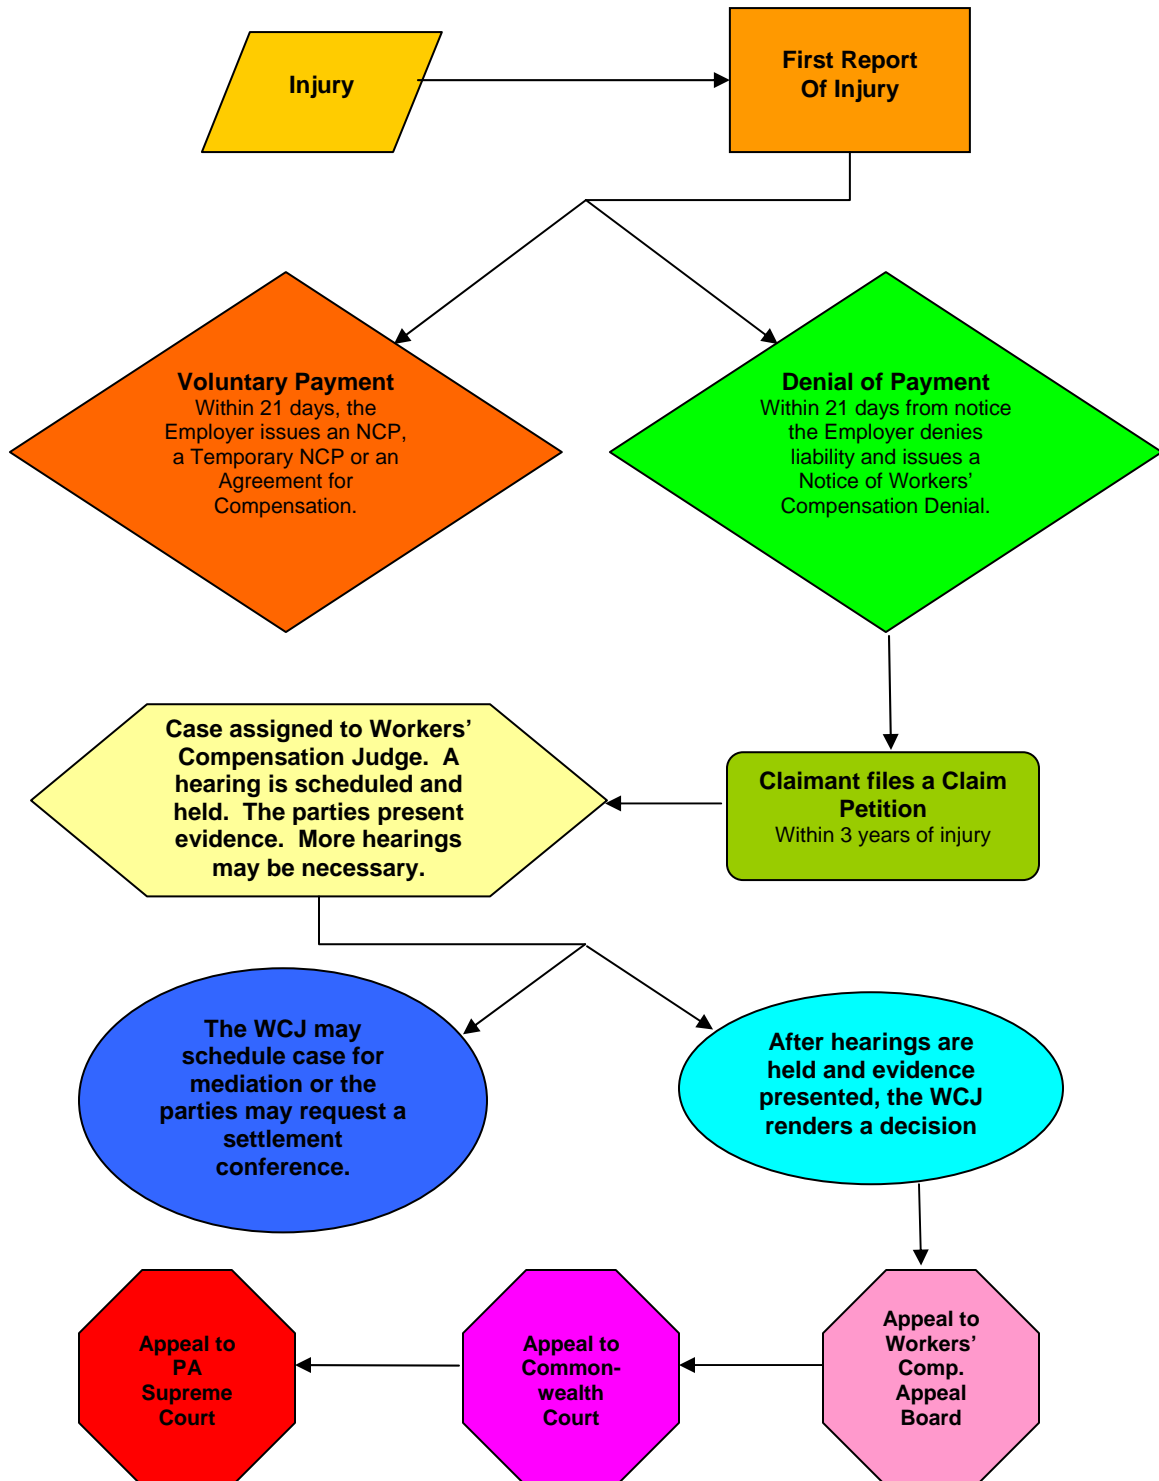 Injury
First Report
Of Injury
Voluntary Payment
Within 21 days, the
Employer issues an NCP,
a Temporary NCP or an
Agreement for
Compensation.
Denial of Payment
Within 21 days from notice
the Employer denies
liability and issues a
Notice of Workers'
Compensation Denial.
Case assigned to Workers'
Compensation Judge.  A
hearing is scheduled and
held.  The parties present
evidence.  More hearings
may be necessary.
Claimant files a Claim
Petition
Within 3 years of injury
The WCJ may
schedule case for
mediation or the
parties may request a
settlement
conference.
After hearings are
held and evidence
presented, the WCJ
renders a decision
Appeal to
PA
Supreme
Court
Appeal to
Common-
wealth
Court
Appeal to
Workers'
Comp.
Appeal
Board